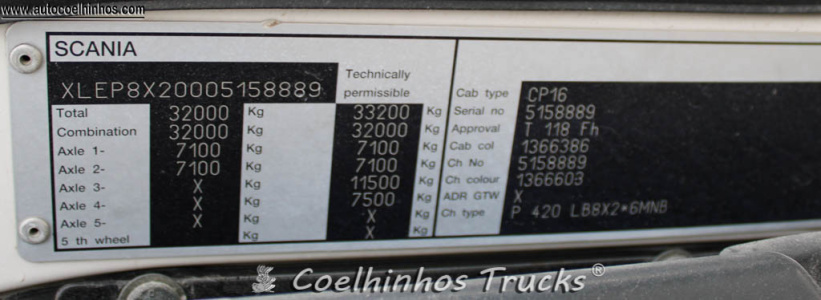 www.autocoelhinhos.com
SCANIA
XLEP8X20005158889
Technically permissible
Total 32000 Kg 33200 Kg
Combination 32000 Kg 32000 Kg
Axle 1- 7100 Kg 7100 Kg
Axle 2- 7100 Kg 7100 Kg
Axle 3- X Kg 11500 Kg
Axle 4- X Kg 7500 Kg
Axle 5- X Kg X Kg
5 th wheel Kg X Kg
Cab type CP16
Serial no 5158889
Approval T 118 Fh
Cab col 1366386
Ch No 5158889
Ch colour 1366603
ADR GTW X
Ch type P 420 LB8X2*6MNB
Coelhinhos Trucks®